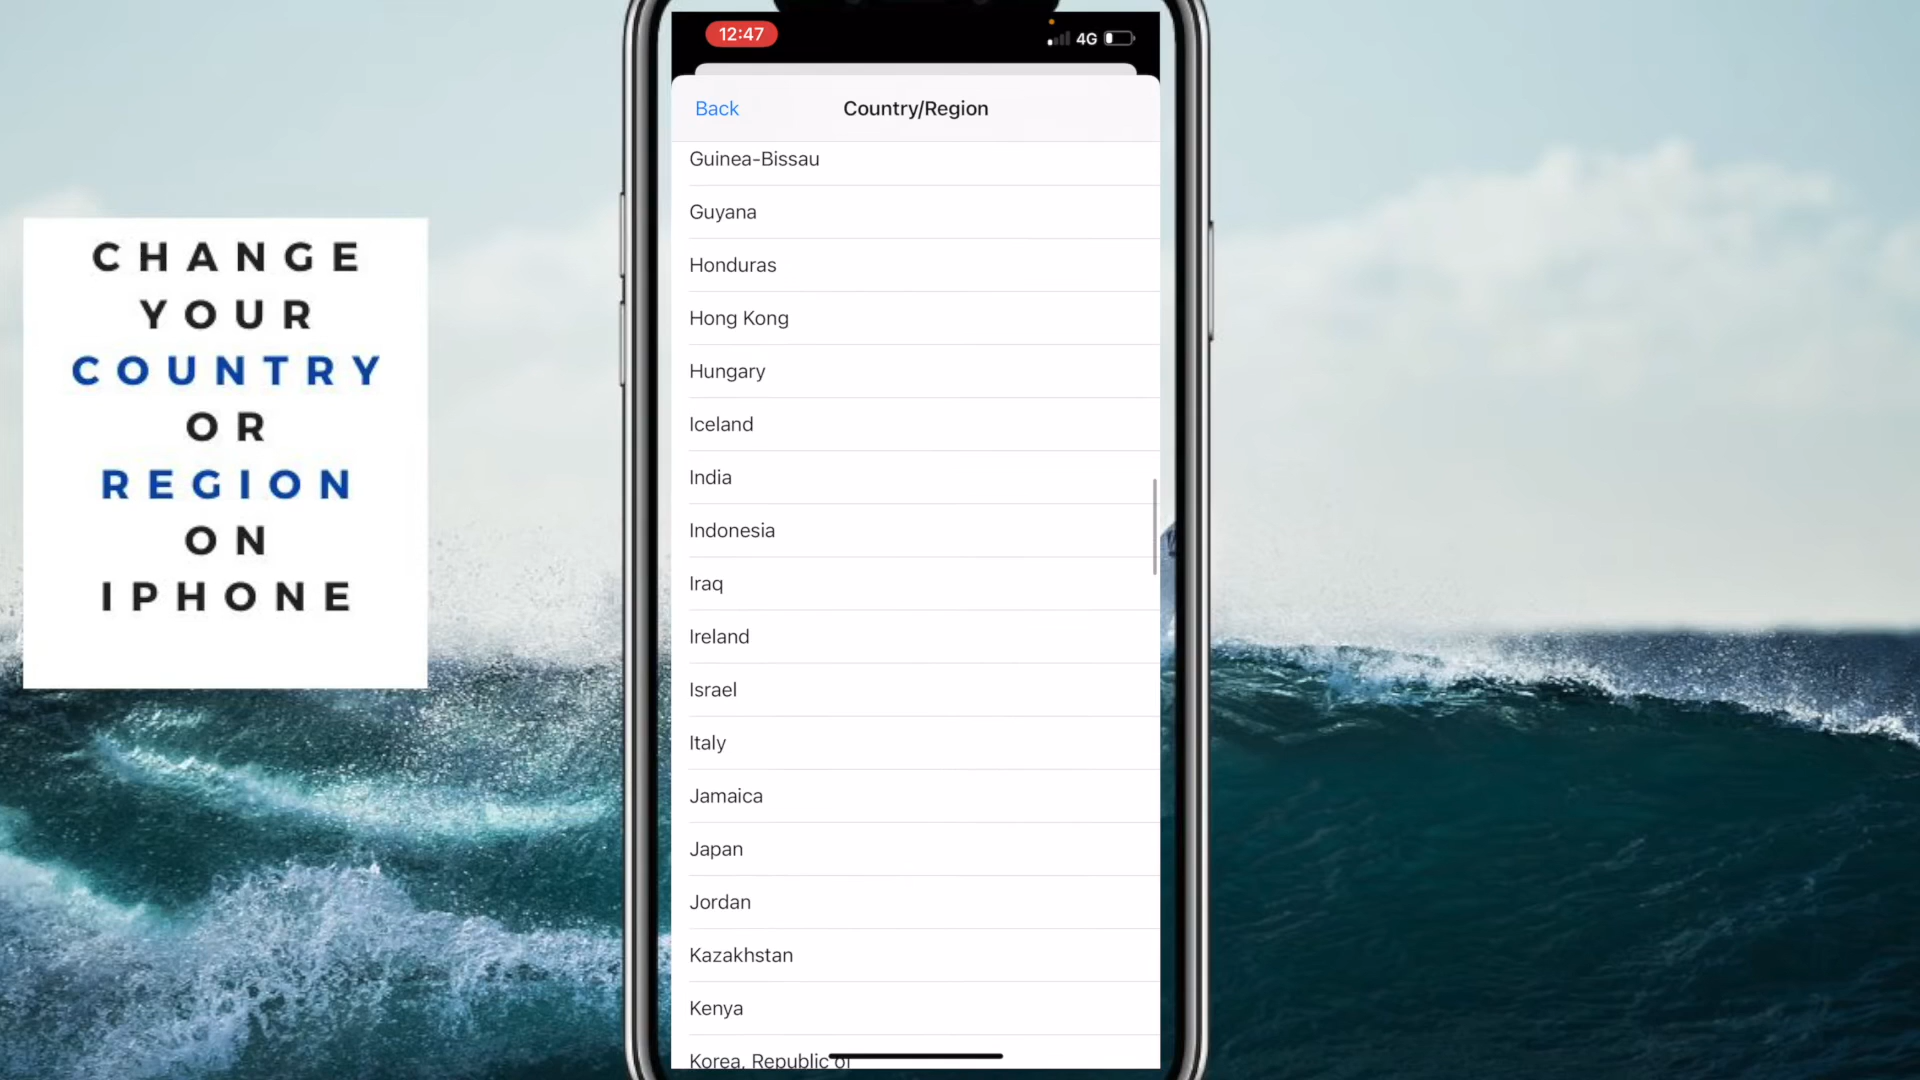 CHANGE
YOUR
COUNTRY
OR
REGION
ON
IPHONE
12:47
4G
Back
Country/Region
Guinea-Bissau
Guyana
Honduras
Hong Kong
Hungary
Iceland
India
Indonesia
Iraq
Ireland
Israel
Italy
Jamaica
Japan
Jordan
Kazakhstan
Kenya
Korea, Republic of